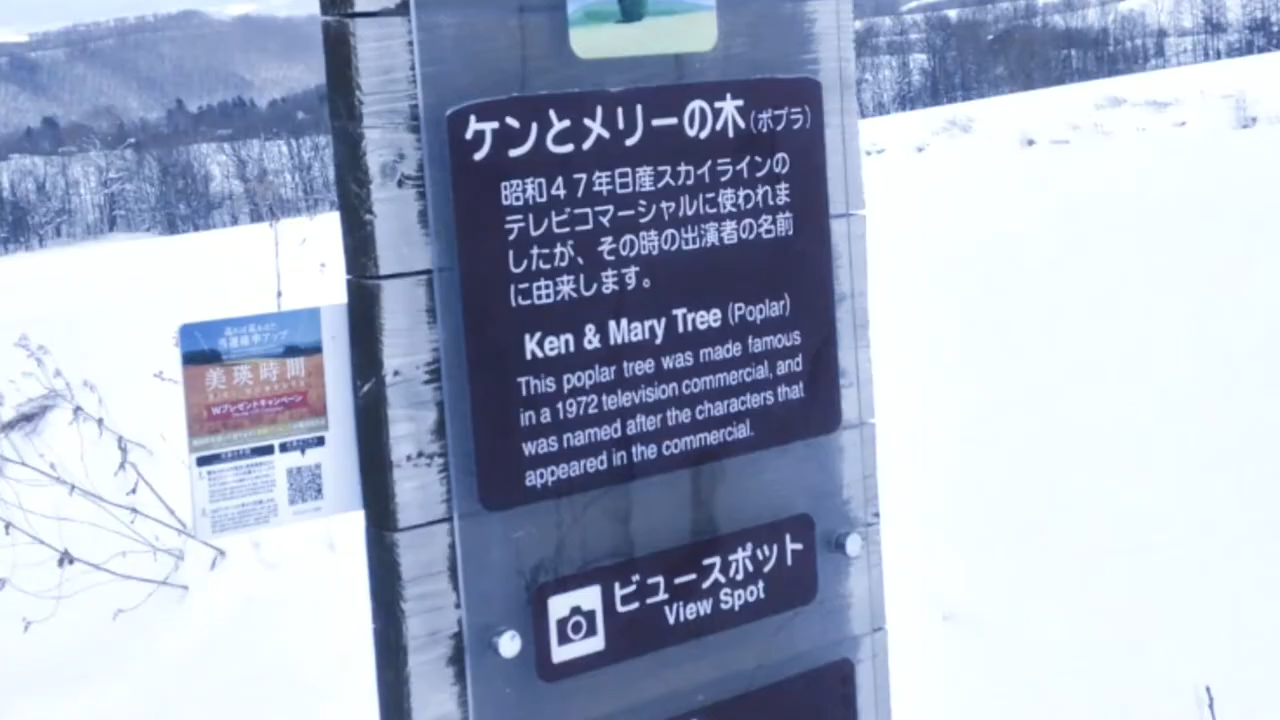 ケンとメリーの木(ポプラ)
昭和47年日産スカイラインの
テレビコマーシャルに使われま
したが、その時の出演者の名前
に由来します。
Ken & Mary Tree (Poplar)
This poplar tree was made famous
in a 1972 television commercial, and
was named after the characters that
appeared in the commercial.
ビュースポット
View Spot
美瑛時間
Wプレゼントキャンペーン